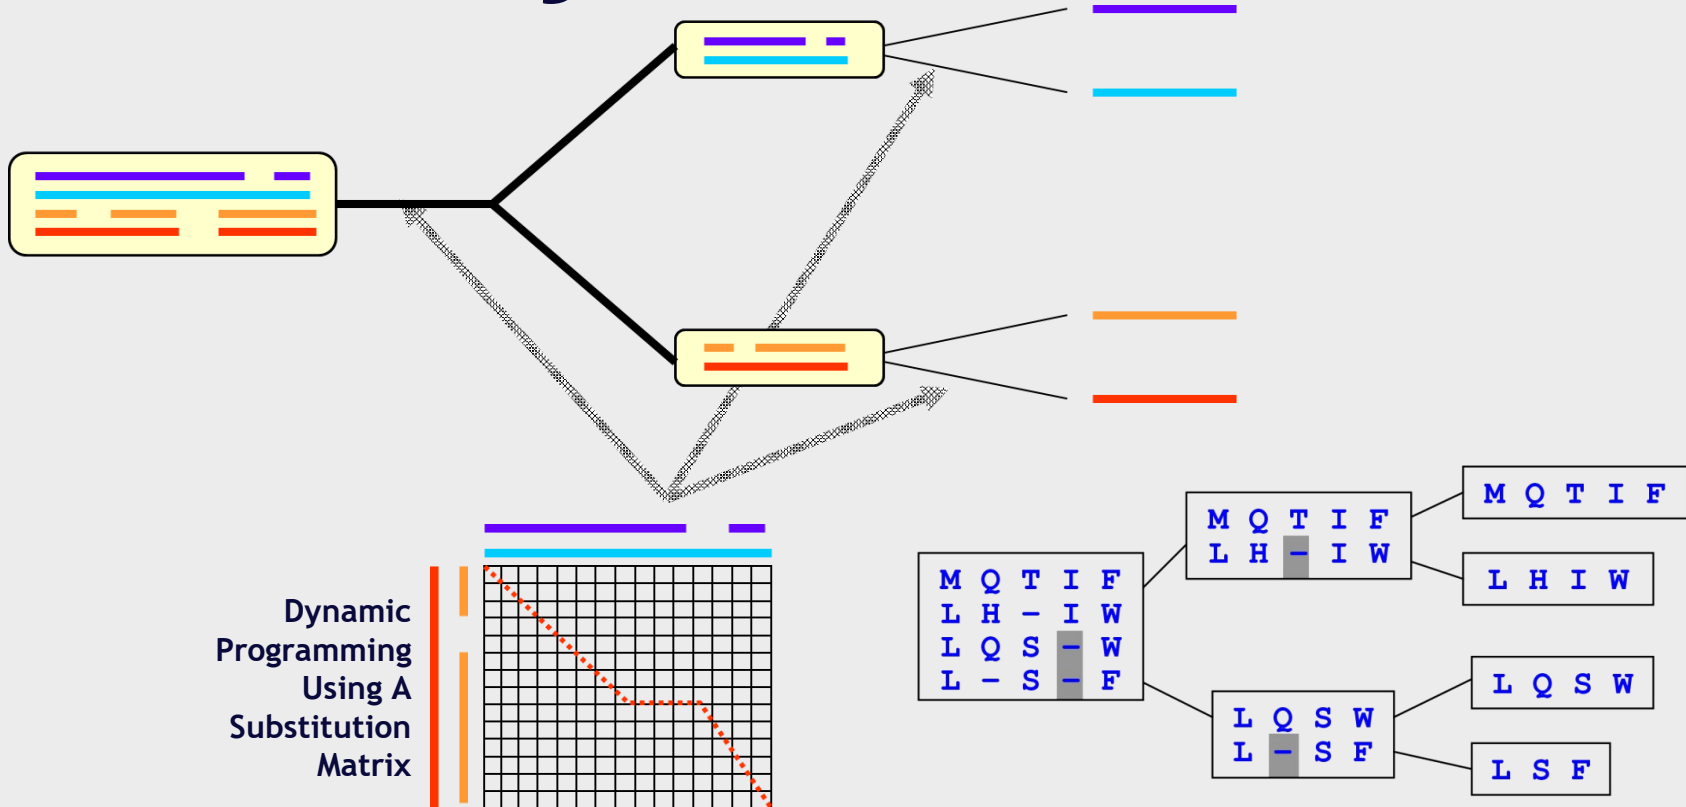 Dynamic
Programming
Using A
Substitution
Matrix
M Q T I F
L H – I W
L Q S – W
L – S – F
M Q T I F
L H – I W
L Q S W
L – S F
M Q T I F
L H I W
L Q S W
L S F